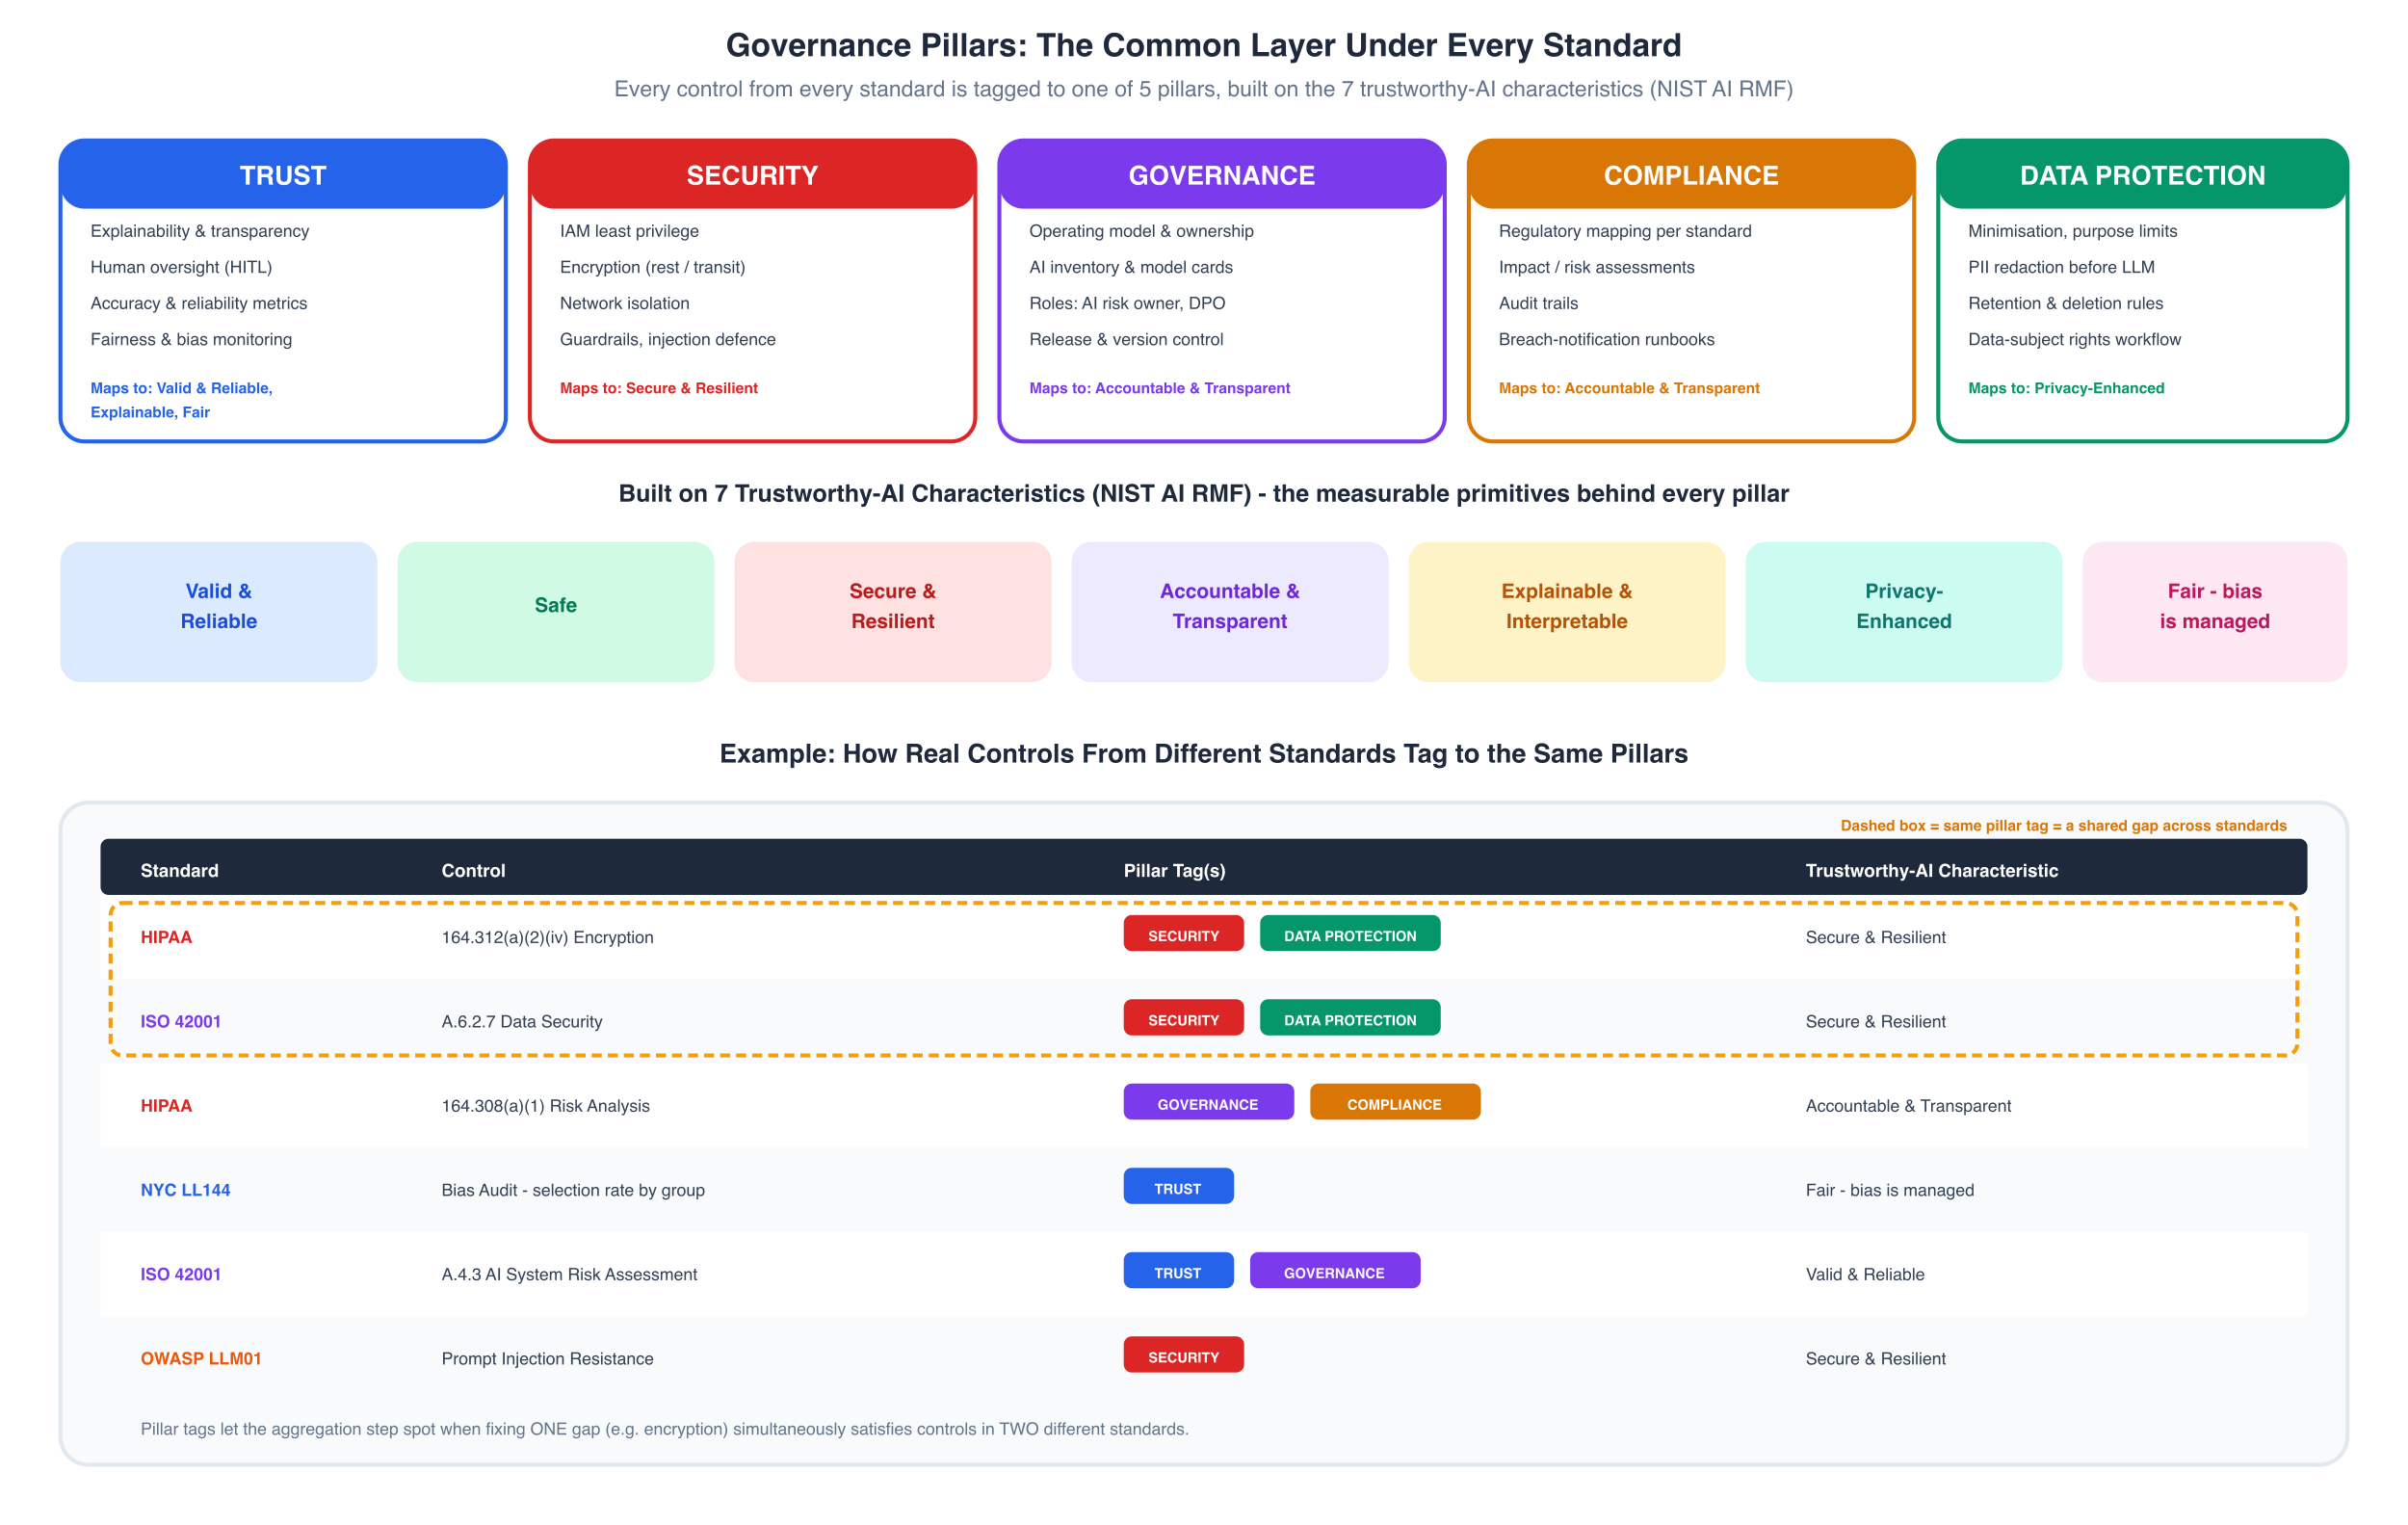 Governance Pillars: The Common Layer Under Every Standard
Every control from every standard is tagged to one of 5 pillars, built on the 7 trustworthy-AI characteristics (NIST AI RMF)
TRUST
Explainability & transparency
Human oversight (HITL)
Accuracy & reliability metrics
Fairness & bias monitoring
Maps to: Valid & Reliable,
Explainable, Fair
SECURITY
IAM least privilege
Encryption (rest / transit)
Network isolation
Guardrails, injection defence
Maps to: Secure & Resilient
GOVERNANCE
Operating model & ownership
AI inventory & model cards
Roles: AI risk owner, DPO
Release & version control
Maps to: Accountable & Transparent
COMPLIANCE
Regulatory mapping per standard
Impact / risk assessments
Audit trails
Breach-notification runbooks
Maps to: Accountable & Transparent
DATA PROTECTION
Minimisation, purpose limits
PII redaction before LLM
Retention & deletion rules
Data-subject rights workflow
Maps to: Privacy-Enhanced
Built on 7 Trustworthy-AI Characteristics (NIST AI RMF) - the measurable primitives behind every pillar
Valid &
Reliable
Safe
Secure &
Resilient
Accountable &
Transparent
Explainable &
Interpretable
Privacy-
Enhanced
Fair - bias
is managed
Example: How Real Controls From Different Standards Tag to the Same Pillars
Dashed box = same pillar tag = a shared gap across standards
Standard Control Pillar Tag(s) Trustworthy-AI Characteristic
HIPAA 164.312(a)(2)(iv) Encryption SECURITY DATA PROTECTION Secure & Resilient
ISO 42001 A.6.2.7 Data Security SECURITY DATA PROTECTION Secure & Resilient
HIPAA 164.308(a)(1) Risk Analysis GOVERNANCE COMPLIANCE Accountable & Transparent
NYC LL144 Bias Audit - selection rate by group TRUST Fair - bias is managed
ISO 42001 A.4.3 AI System Risk Assessment TRUST GOVERNANCE Valid & Reliable
OWASP LLM01 Prompt Injection Resistance SECURITY Secure & Resilient
Pillar tags let the aggregation step spot when fixing ONE gap (e.g. encryption) simultaneously satisfies controls in TWO different standards.